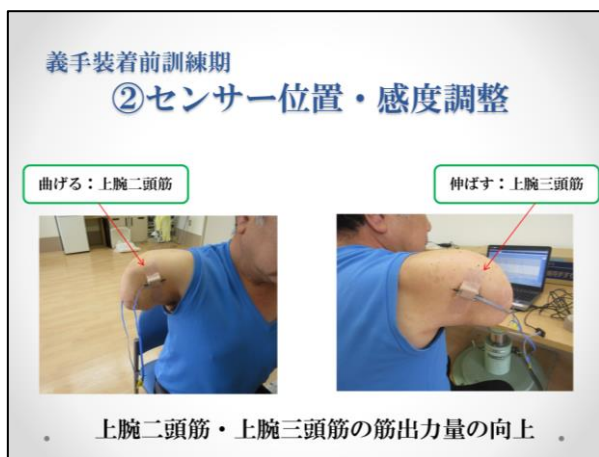 義手装着前訓練期
②センサー位置・感度調整
曲げる：上腕二頭筋
伸ばす：上腕三頭筋
上腕二頭筋・上腕三頭筋の筋出力量の向上